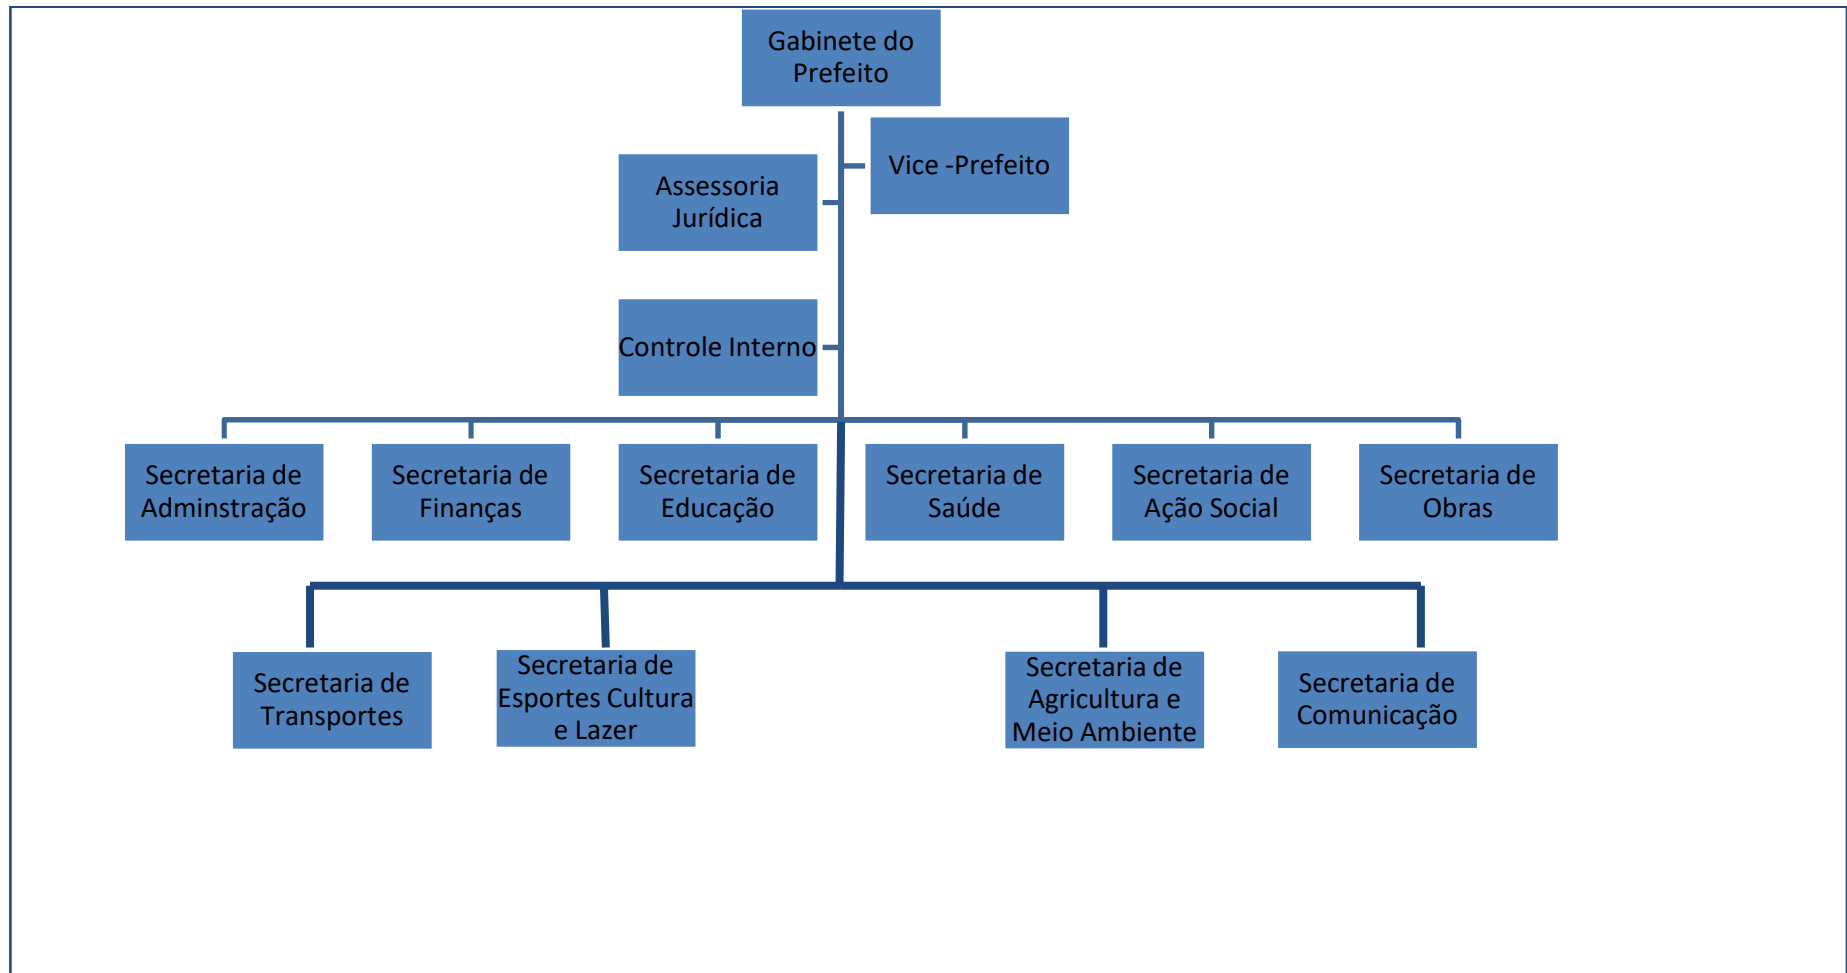 Gabinete do
Prefeito
Vice -Prefeito
Assessoria
Jurídica
Controle Interno
Secretaria de
Adminstração
Secretaria de
Finanças
Secretaria de
Educação
Secretaria de
Saúde
Secretaria de
Ação Social
Secretaria de
Obras
Secretaria de
Transportes
Secretaria de
Esportes Cultura
e Lazer
Secretaria de
Agricultura e
Meio Ambiente
Secretaria de
Comunicação